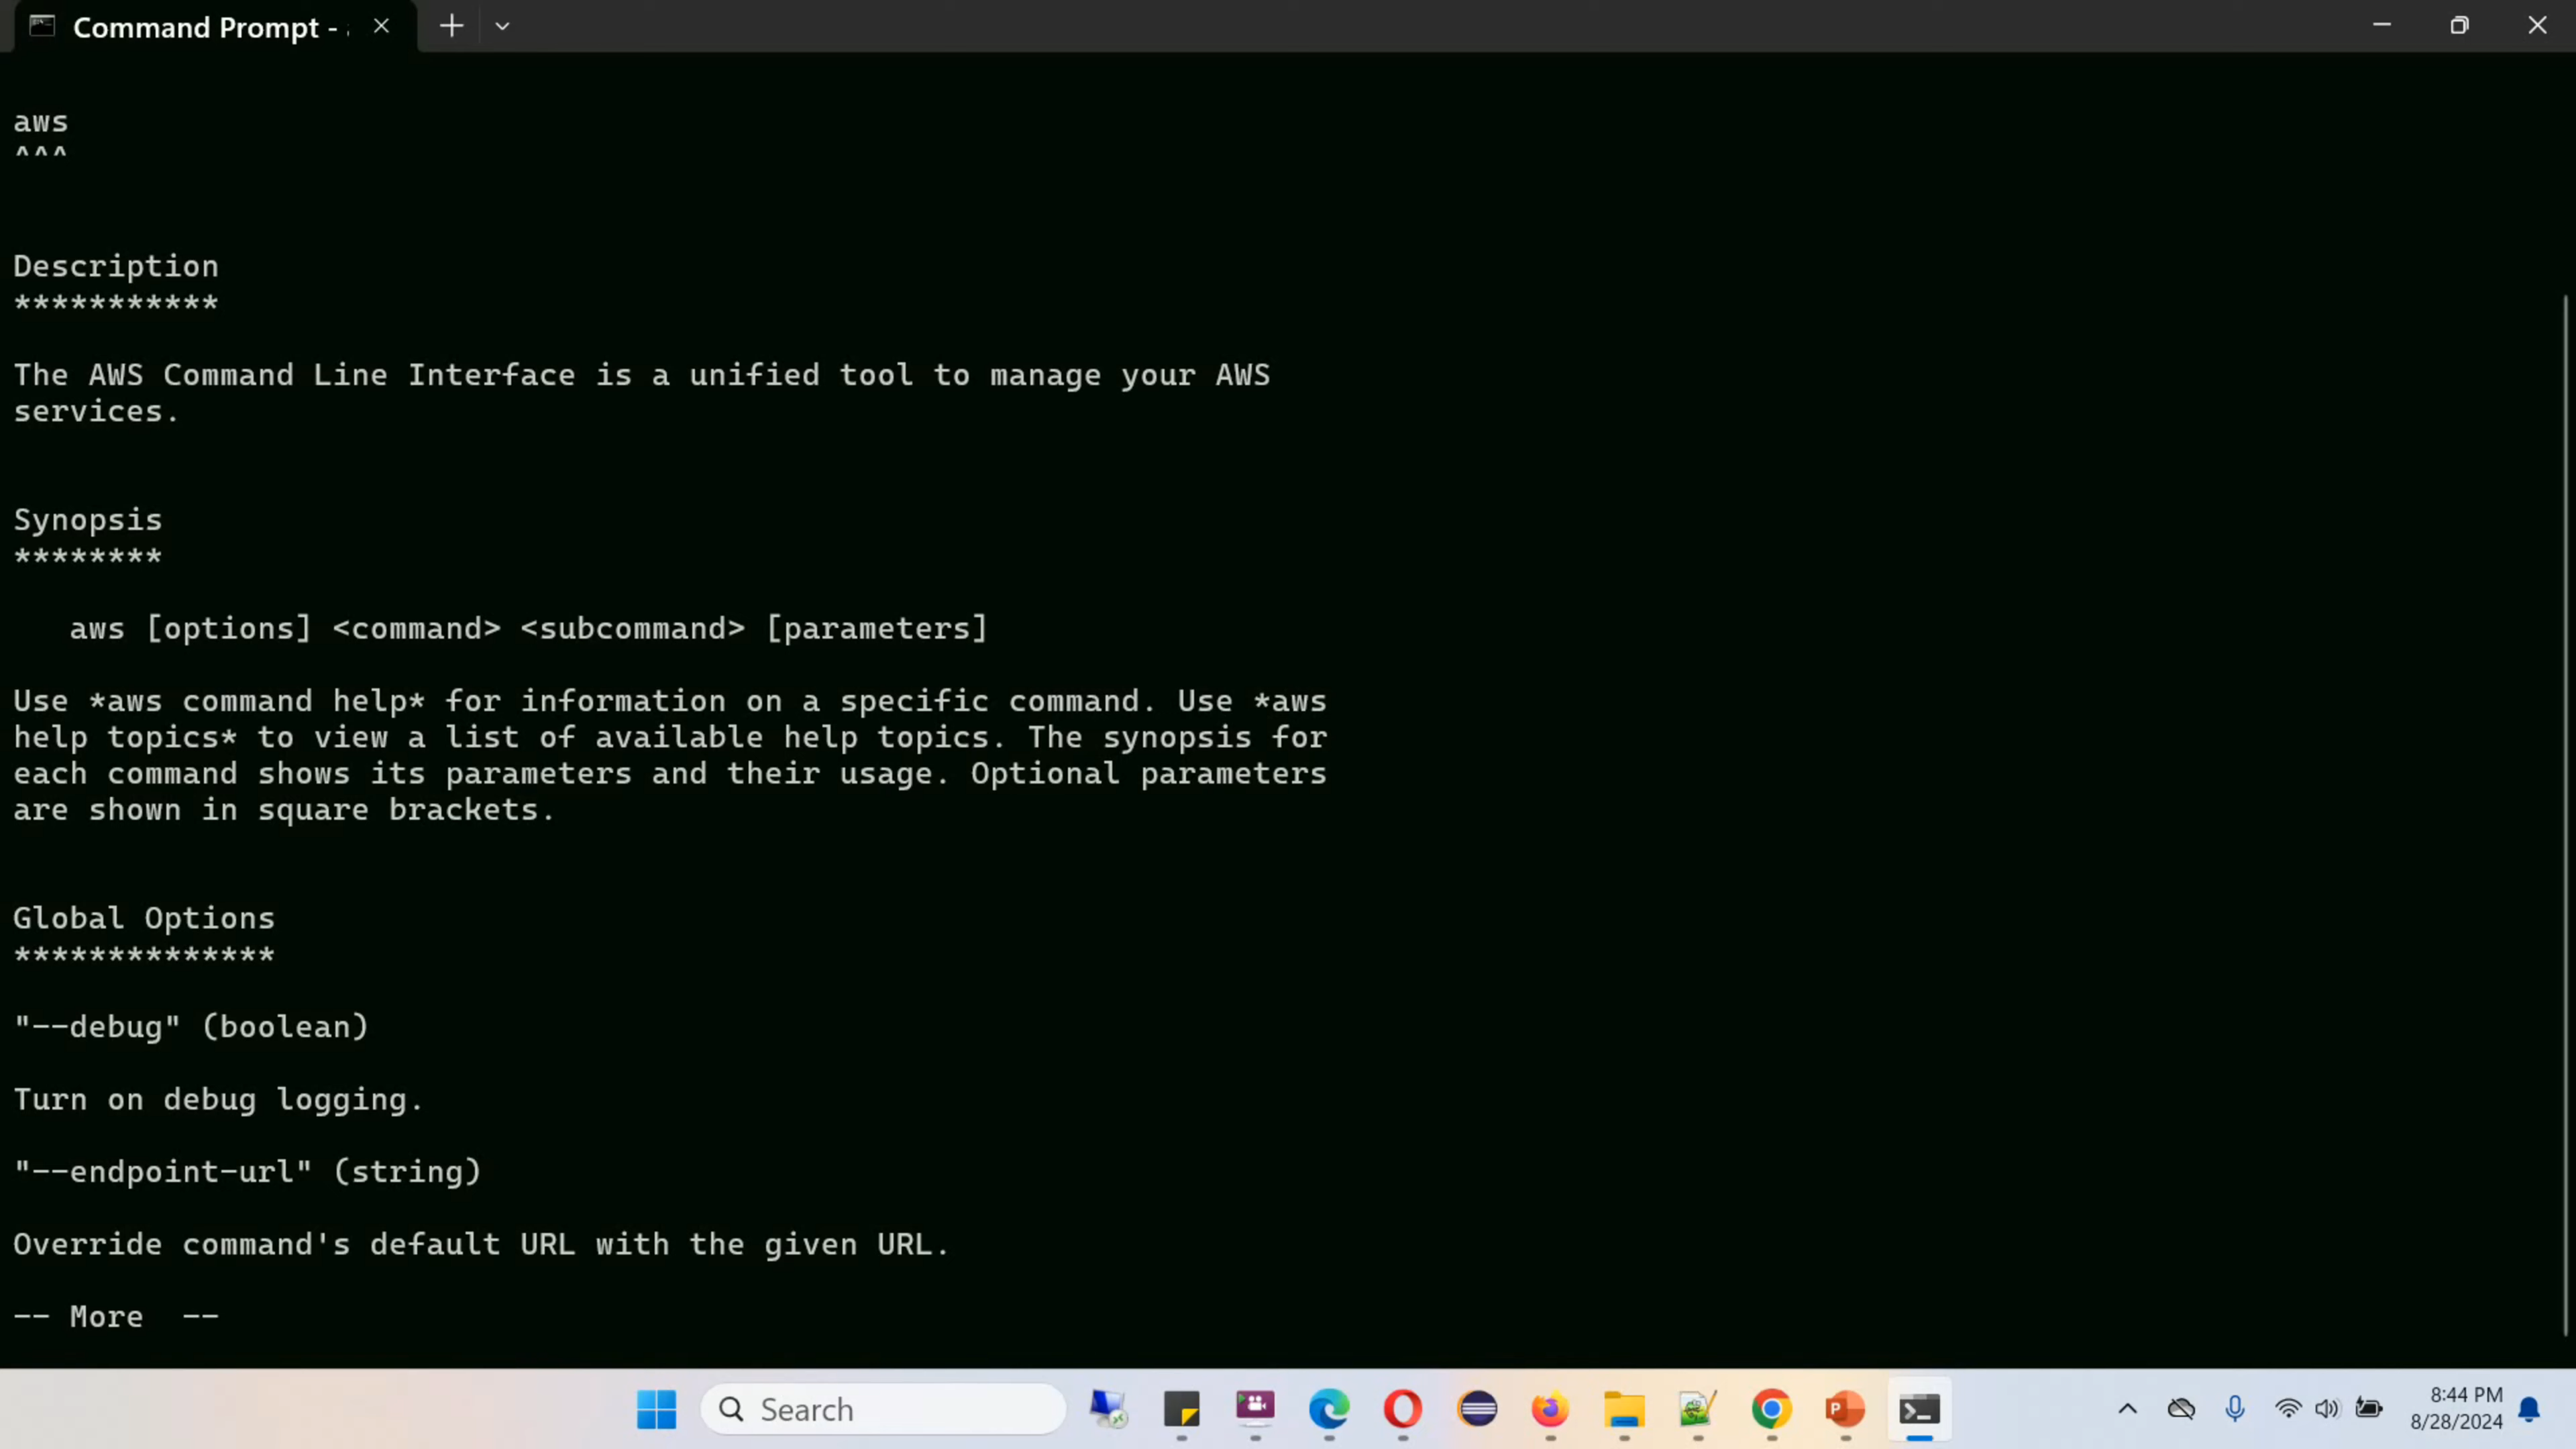 Command Prompt -
aws
^^^
Description
***********
The AWS Command Line Interface is a unified tool to manage your AWS
services.
Synopsis
********
aws [options] <command> <subcommand> [parameters]
Use *aws command help* for information on a specific command. Use *aws
help topics* to view a list of available help topics. The synopsis for
each command shows its parameters and their usage. Optional parameters
are shown in square brackets.
Global Options
**************
"--debug" (boolean)
Turn on debug logging.
"--endpoint-url" (string)
Override command's default URL with the given URL.
-- More  --
Search
8:44 PM
8/28/2024